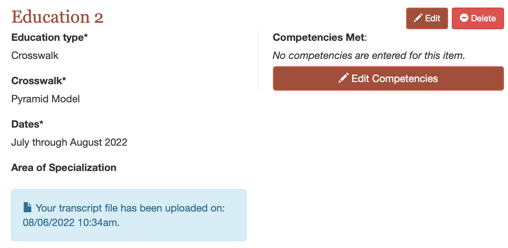 Education 2
Edit
Delete
Education type*
Crosswalk
Crosswalk*
Pyramid Model
Dates*
July through August 2022
Area of Specialization
Your transcript file has been uploaded on:
08/06/2022 10:34am.
Competencies Met:
No competencies are entered for this item.
Edit Competencies